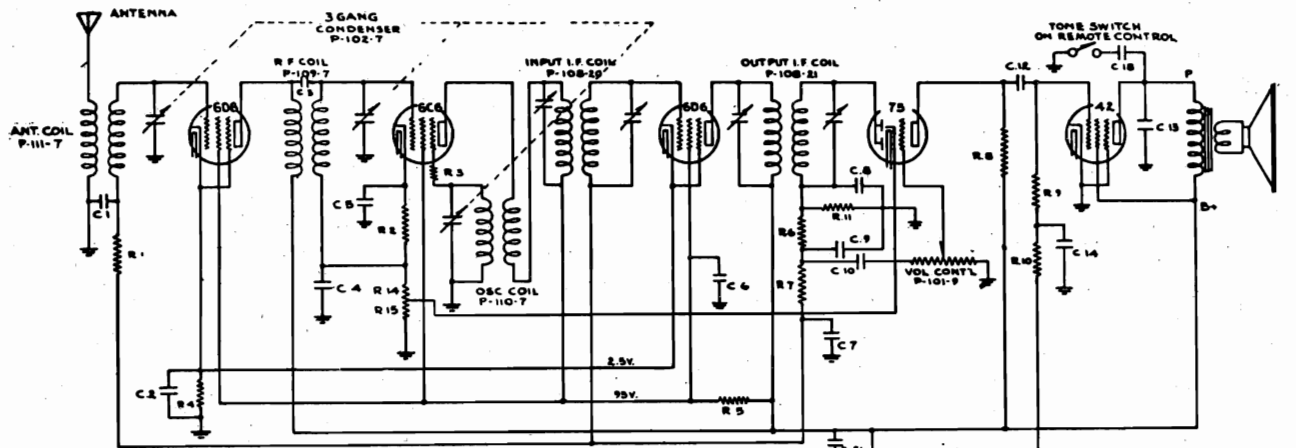 ANTENNA
3 GANG
CONDENSER
P-102-7
TONE SWITCH
ON REMOTE CONTROL
C.18
R F COIL
P-109-7
C 3
INPUT I.F. COIL
P-108-20
OUTPUT I.F. COIL
P-108-21
C.12
P
6D6
6C6
6D6
75
42
ANT. COIL
P-111-7
C 13
R 3
R.8
C.8
C 1
C 5
R 2
R.11
R 9
B+
R 1
R6
C.9
C 4
R 14
R 15
OSC COIL
P-110-7
C 6
C 10
R7
VOL CONT'L
P-101-9
R.10
C 14
C 7
2.5V.
C.2
R4
95V.
R 5